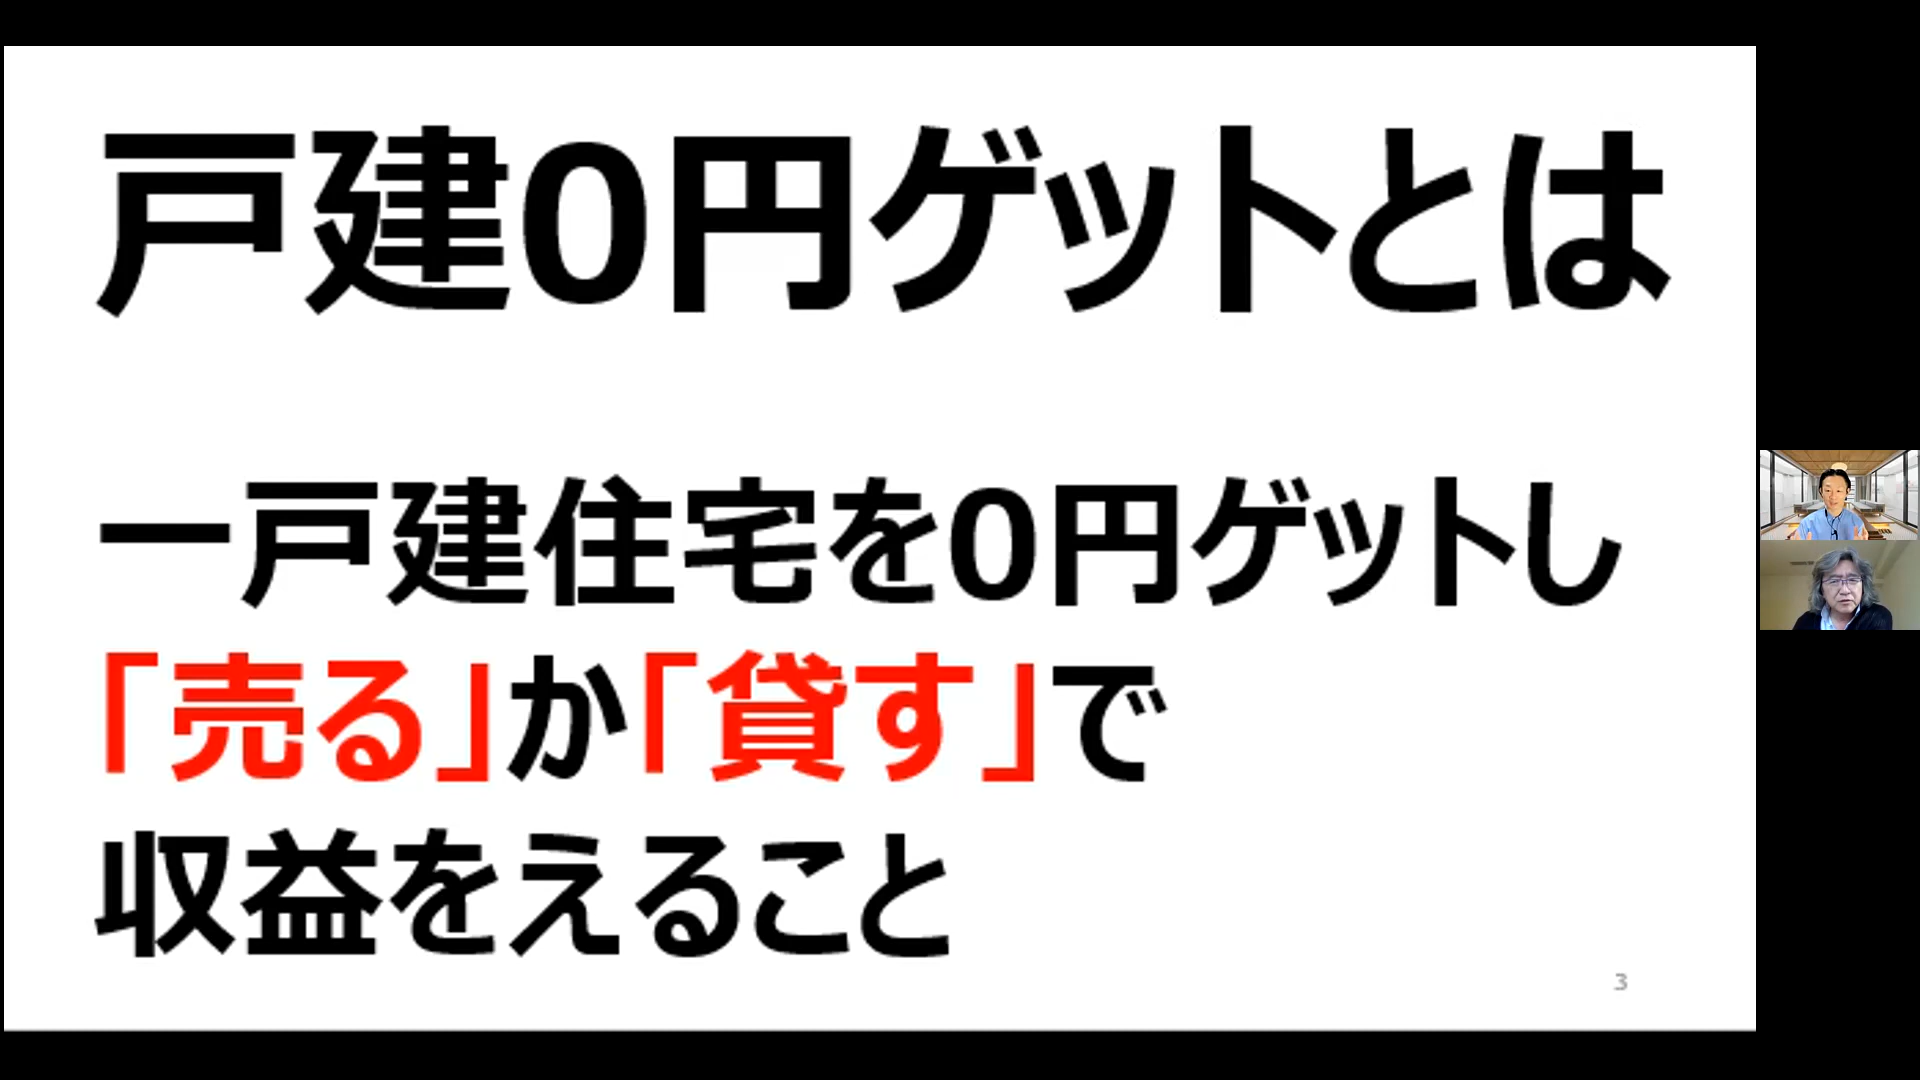 戸建0円ゲットとは
一戸建住宅を0円ゲットし
「売る」か「貸す」で
収益をえること
3